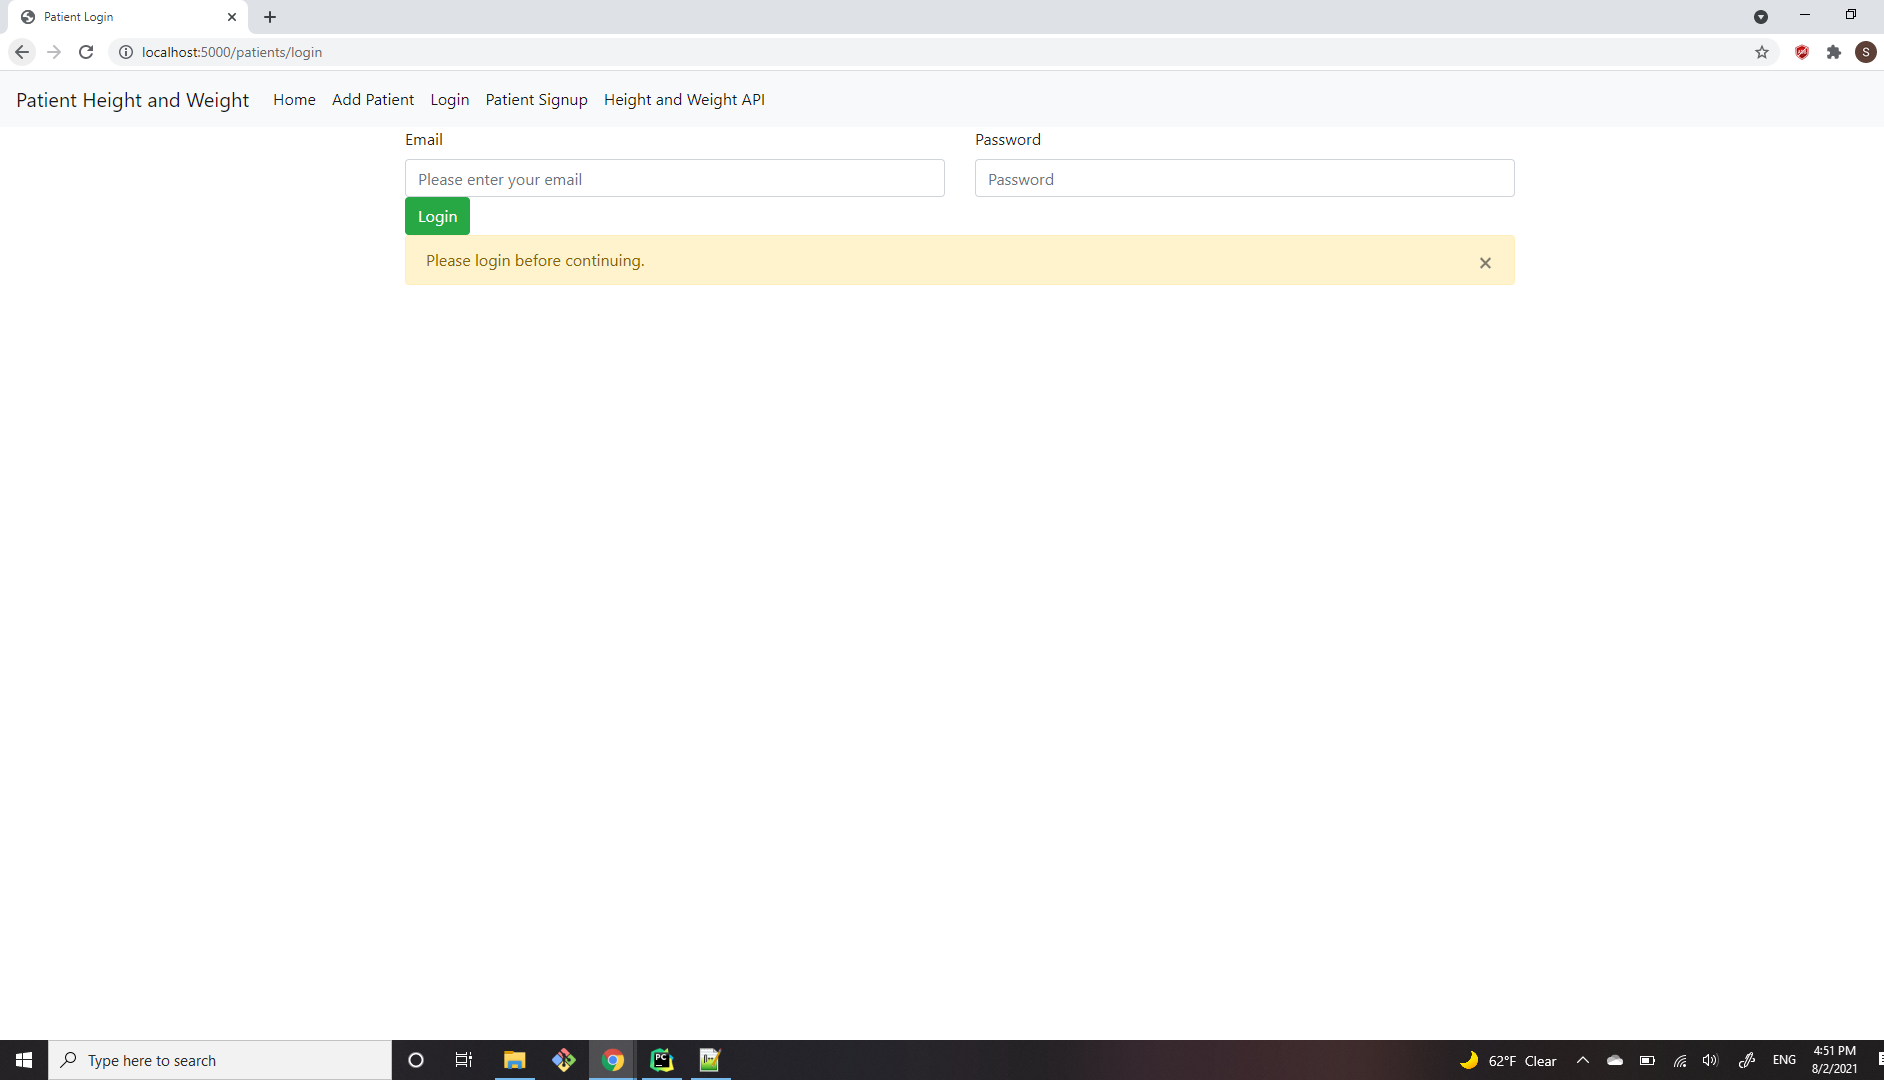 Patient Login
localhost:5000/patients/login
S
Patient Height and Weight Home Add Patient Login Patient Signup Height and Weight API
Email Password
Please enter your email Password
Login
Please login before continuing. ×
Type here to search
PC
62°F Clear ENG 4:51 PM
8/2/2021